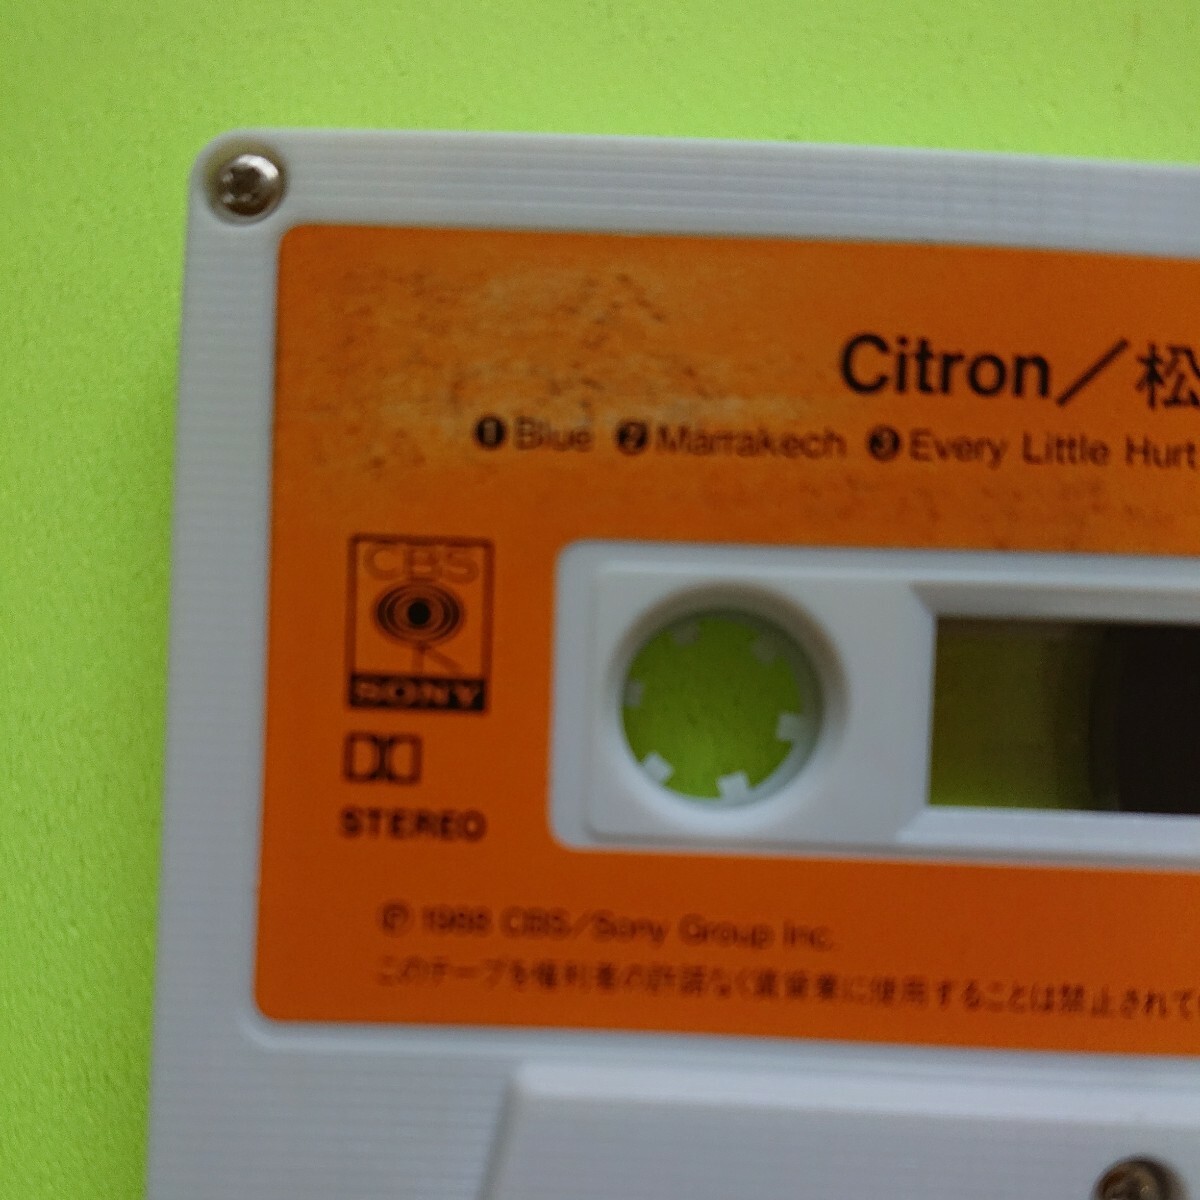 Citron／松
❶Blue ❷Marrakech ❸Every Little Hurt
CBS
SONY
STEREO
Ⓟ 1988 CBS/Sony Group Inc.
このテープを権利者の許諾なく賃貸業に使用することは禁止されて